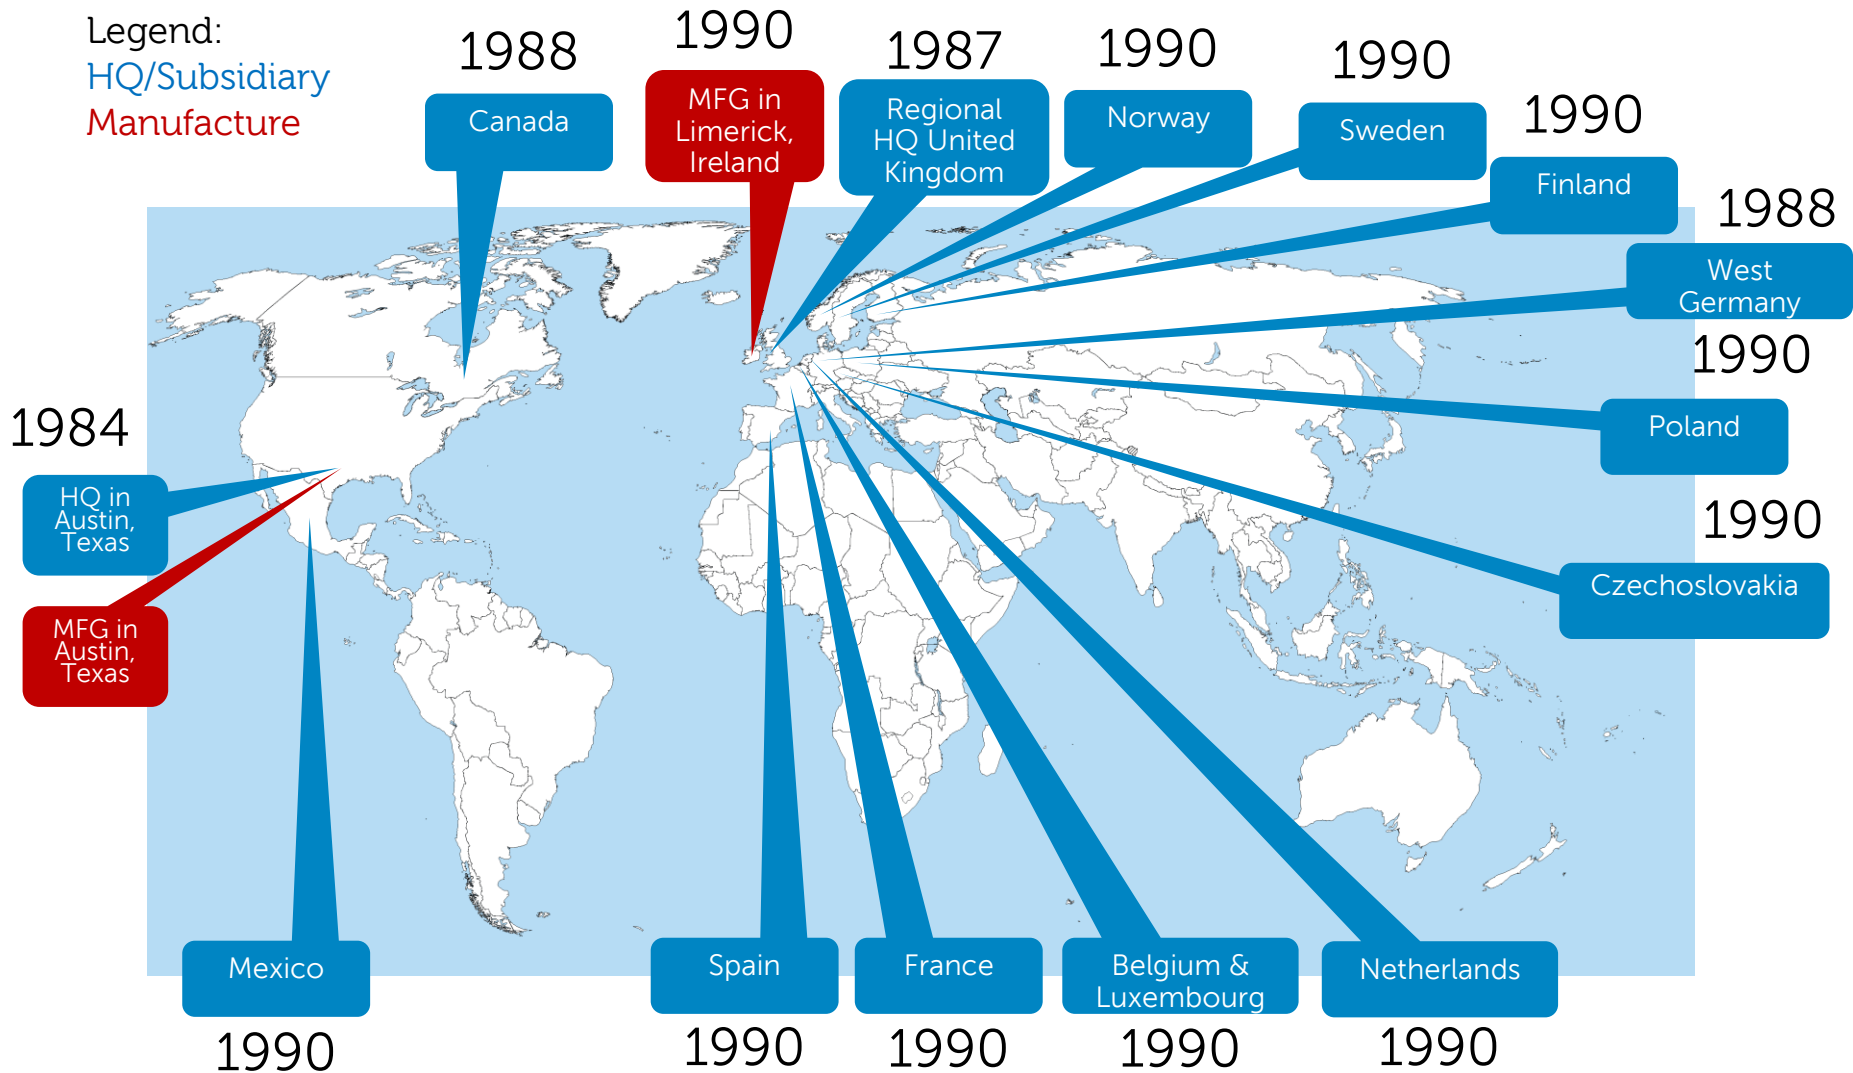 Legend:
HQ/Subsidiary
Manufacture
1988
Canada
1990
MFG in
Limerick,
Ireland
1987
Regional
HQ United
Kingdom
1990
Norway
1990
Sweden
1990
Finland
1988
West
Germany
1990
Poland
1990
Czechoslovakia
1984
HQ in
Austin,
Texas
MFG in
Austin,
Texas
Mexico
1990
Spain
1990
France
1990
Belgium &
Luxembourg
1990
Netherlands
1990